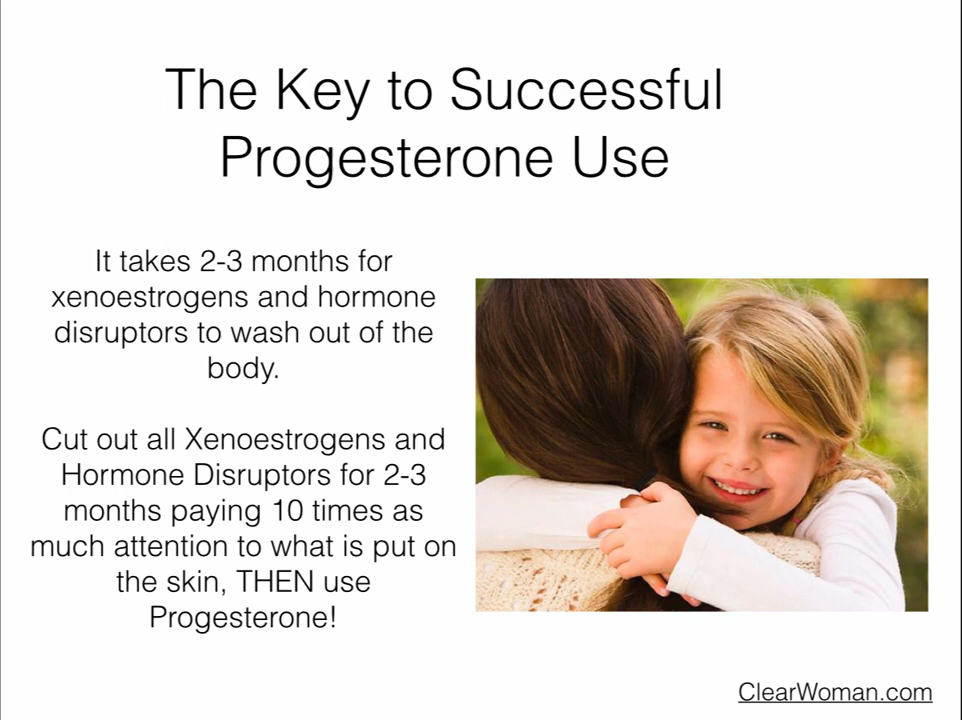 The Key to Successful
Progesterone Use
It takes 2-3 months for
xenoestrogens and hormone
disruptors to wash out of the
body.
Cut out all Xenoestrogens and
Hormone Disruptors for 2-3
months paying 10 times as
much attention to what is put on
the skin, THEN use
Progesterone!
ClearWoman.com